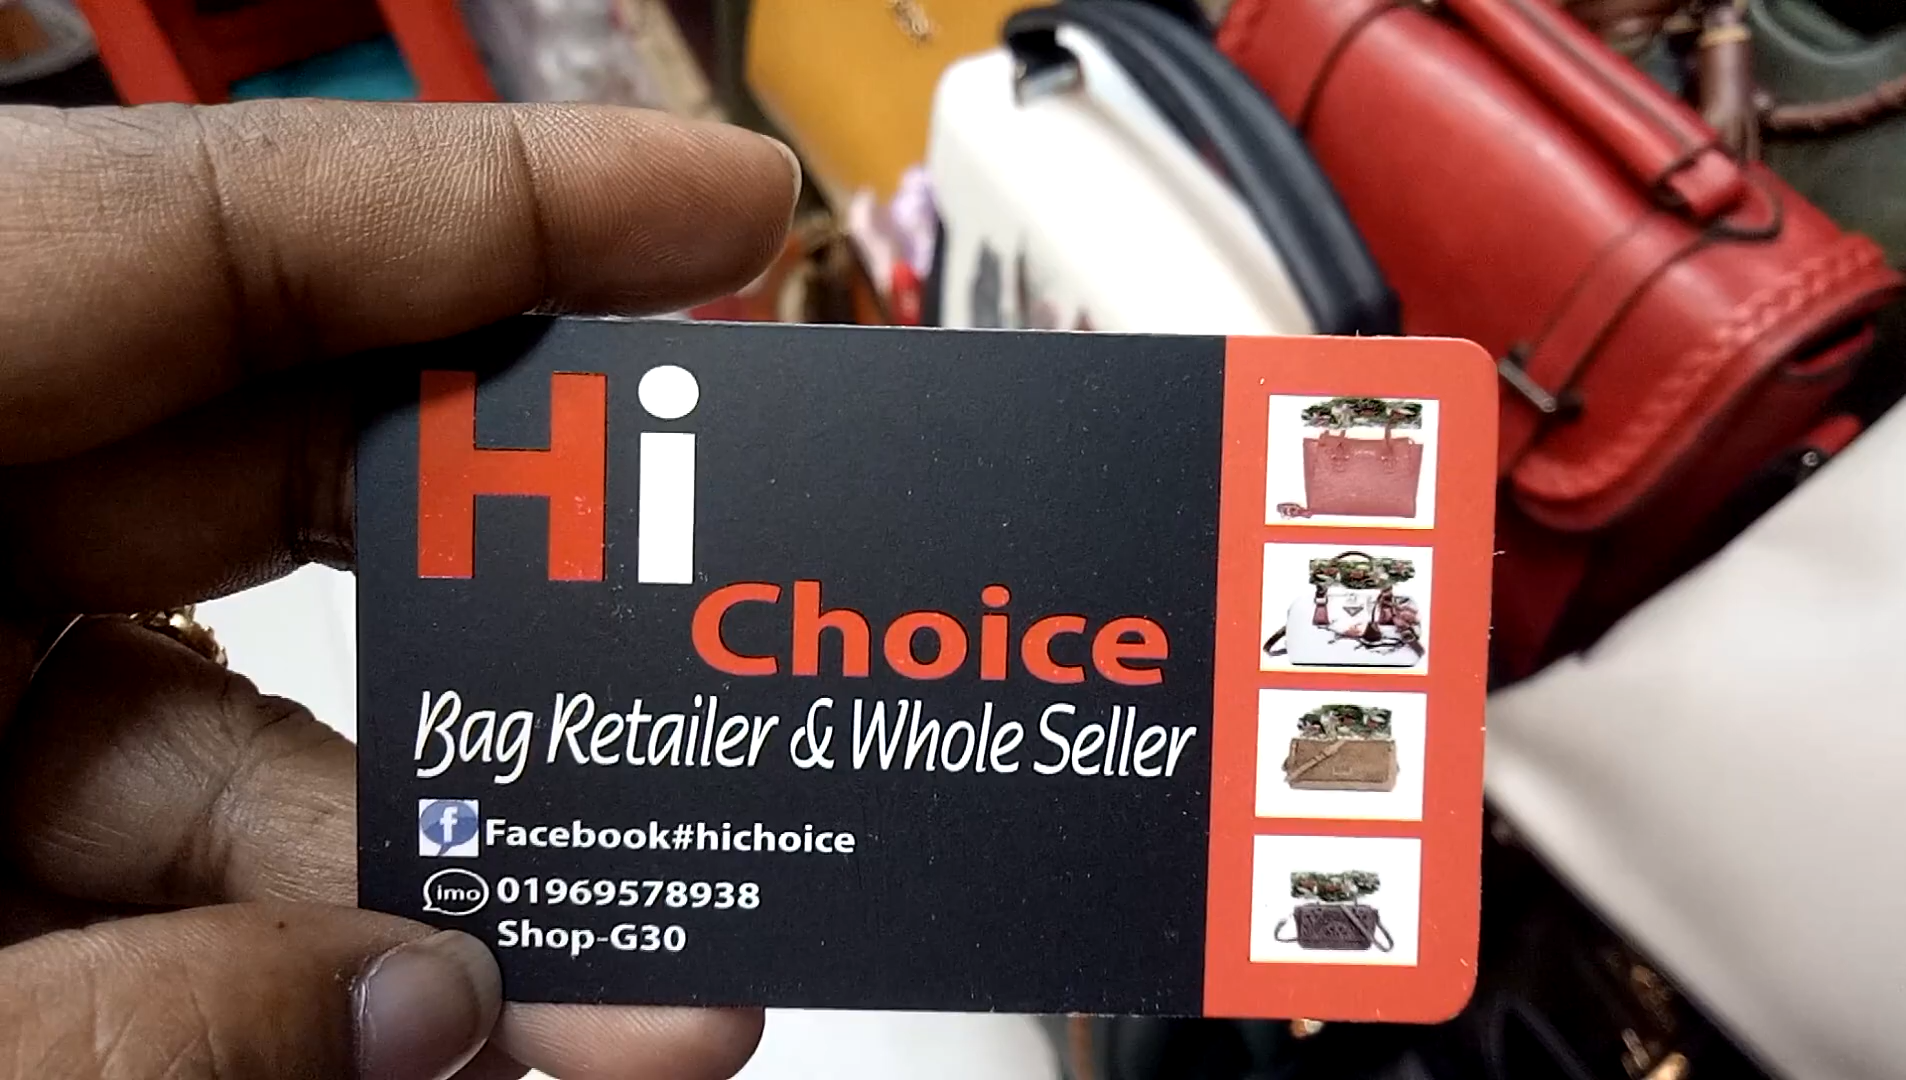 Hi
Choice
Bag Retailer & Whole Seller
Facebook#hichoice
imo 01969578938
Shop-G30